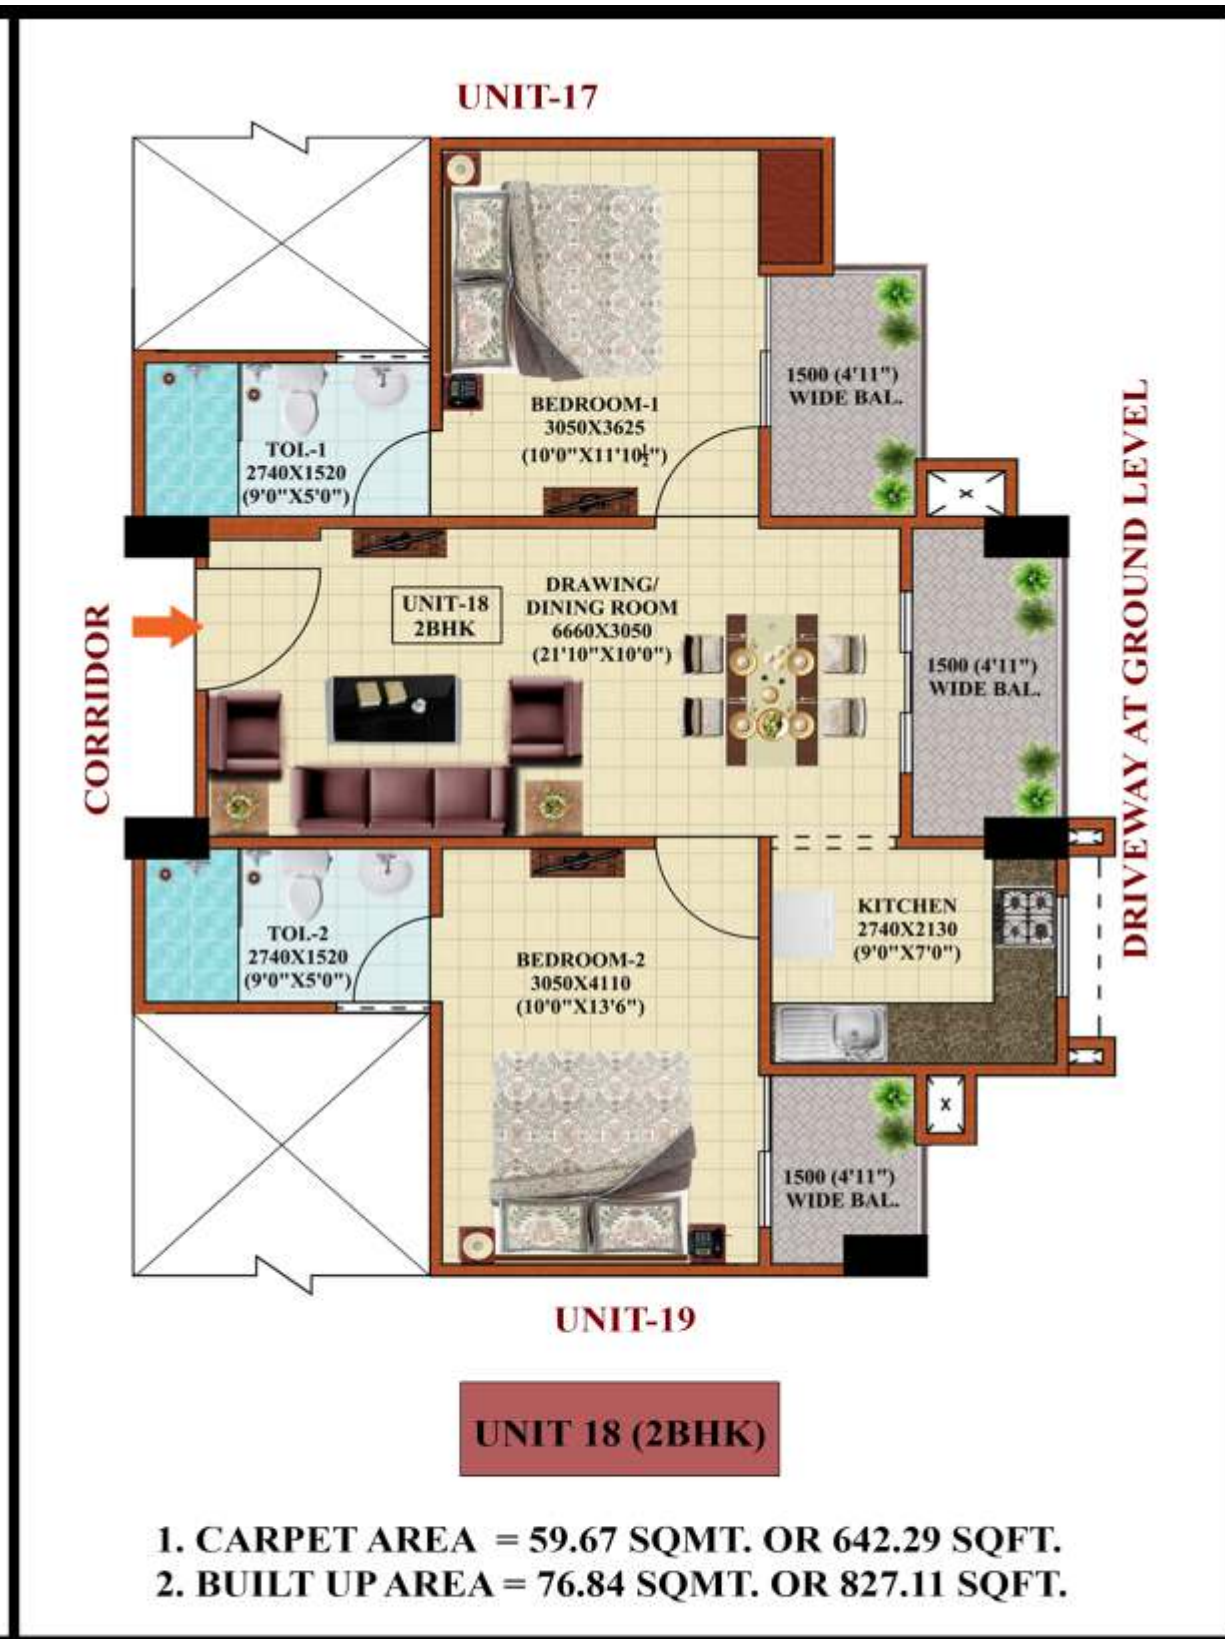 UNIT-17
BEDROOM-1
3050X3625
(10'0"X11'10½")
1500 (4'11")
WIDE BAL.
TOI.-1
2740X1520
(9'0"X5'0")
X
CORRIDOR
UNIT-18
2BHK
DRAWING/
DINING ROOM
6660X3050
(21'10"X10'0")
1500 (4'11")
WIDE BAL.
DRIVEWAY AT GROUND LEVEL
TOI.-2
2740X1520
(9'0"X5'0")
BEDROOM-2
3050X4110
(10'0"X13'6")
KITCHEN
2740X2130
(9'0"X7'0")
X
1500 (4'11")
WIDE BAL.
UNIT-19
UNIT 18 (2BHK)
1. CARPET AREA = 59.67 SQMT. OR 642.29 SQFT.
2. BUILT UP AREA = 76.84 SQMT. OR 827.11 SQFT.